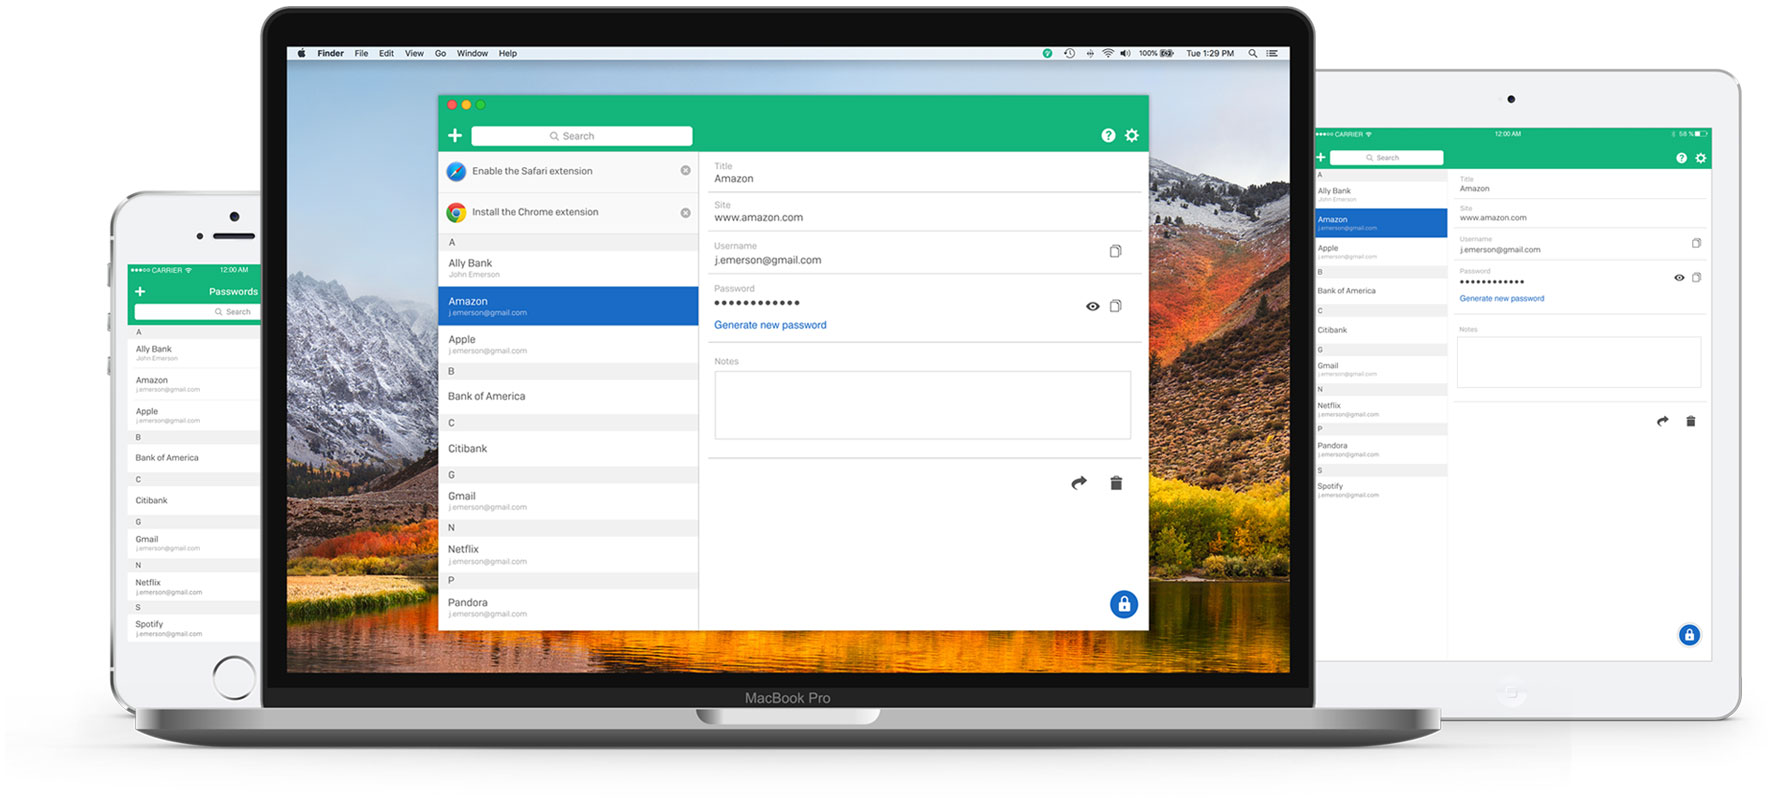 Finder File Edit View Go Window Help
100% Tue 1:29 PM
Search
Enable the Safari extension
Install the Chrome extension
A
Ally Bank
John Emerson
Amazon
j.emerson@gmail.com
Apple
j.emerson@gmail.com
B
Bank of America
C
Citibank
G
Gmail
j.emerson@gmail.com
N
Netflix
j.emerson@gmail.com
P
Pandora
j.emerson@gmail.com
Title
Amazon
Site
www.amazon.com
Username
j.emerson@gmail.com
Password
••••••••••••
Generate new password
Notes
MacBook Pro
CARRIER 12:00 AM
Passwords
Search
A
Ally Bank
John Emerson
Amazon
j.emerson@gmail.com
Apple
j.emerson@gmail.com
B
Bank of America
C
Citibank
G
Gmail
j.emerson@gmail.com
N
Netflix
j.emerson@gmail.com
S
Spotify
j.emerson@gmail.com
CARRIER 12:00 AM 58 %
Search
A
Ally Bank
John Emerson
Amazon
j.emerson@gmail.com
Apple
j.emerson@gmail.com
B
Bank of America
C
Citibank
G
Gmail
j.emerson@gmail.com
N
Netflix
j.emerson@gmail.com
P
Pandora
j.emerson@gmail.com
S
Spotify
j.emerson@gmail.com
Title
Amazon
Site
www.amazon.com
Username
j.emerson@gmail.com
Password
••••••••••••
Generate new password
Notes